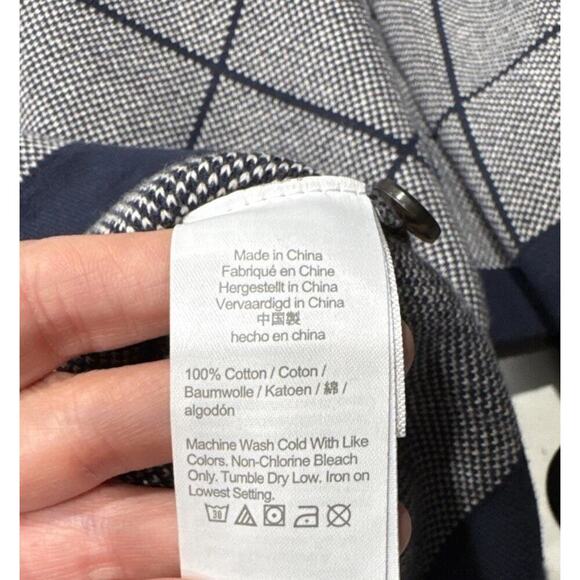 Made in China
Fabriqué en Chine
Hergestellt in China
Vervaardigd in China
中国製
hecho en china
100% Cotton / Coton /
Baumwolle / Katoen / 綿 /
algodón
Machine Wash Cold With Like
Colors. Non-Chlorine Bleach
Only. Tumble Dry Low. Iron on
Lowest Setting.
30